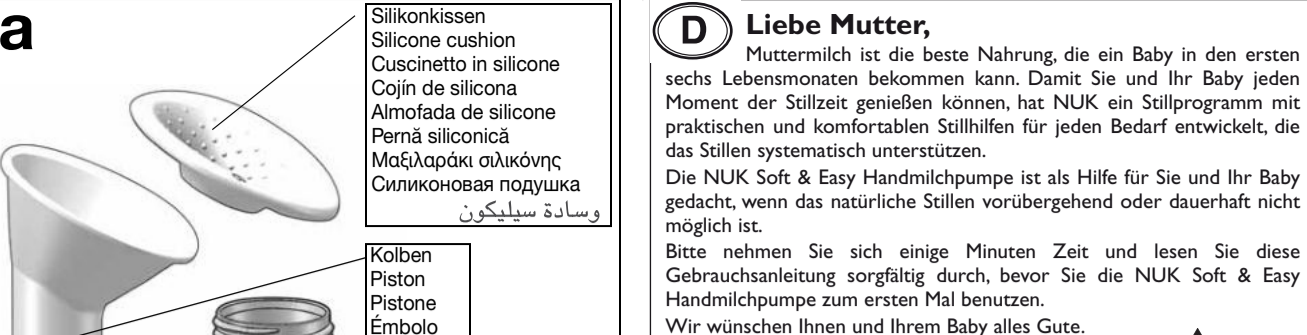 a
Silikonkissen
Silicone cushion
Cuscinetto in silicone
Cojín de silicona
Almofada de silicone
Pernă siliconică
Μαξιλαράκι σιλικόνης
Силиконовая подушка
وسادة سيليكون
Kolben
Piston
Pistone
Émbolo
D
Liebe Mutter,
Muttermilch ist die beste Nahrung, die ein Baby in den ersten
sechs Lebensmonaten bekommen kann. Damit Sie und Ihr Baby jeden
Moment der Stillzeit genießen können, hat NUK ein Stillprogramm mit
praktischen und komfortablen Stillhilfen für jeden Bedarf entwickelt, die
das Stillen systematisch unterstützen.
Die NUK Soft & Easy Handmilchpumpe ist als Hilfe für Sie und Ihr Baby
gedacht, wenn das natürliche Stillen vorübergehend oder dauerhaft nicht
möglich ist.
Bitte nehmen Sie sich einige Minuten Zeit und lesen Sie diese
Gebrauchsanleitung sorgfältig durch, bevor Sie die NUK Soft & Easy
Handmilchpumpe zum ersten Mal benutzen.
Wir wünschen Ihnen und Ihrem Baby alles Gute.